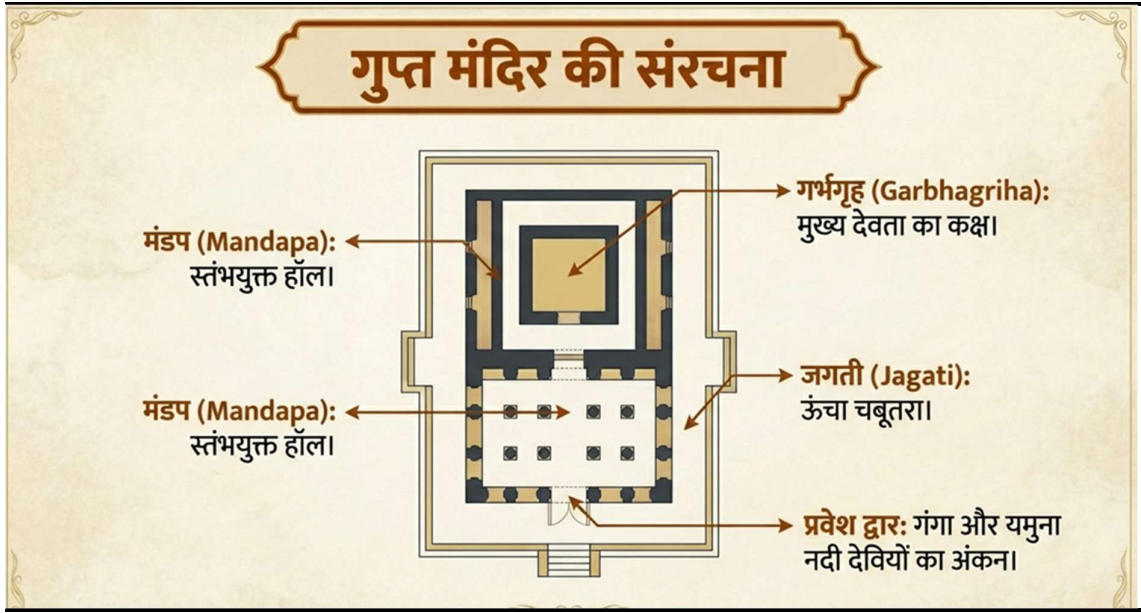 गुप्त मंदिर की संरचना
मंडप (Mandapa):
स्तंभयुक्त हॉल।
मंडप (Mandapa):
स्तंभयुक्त हॉल।
गर्भगृह (Garbhagriha):
मुख्य देवता का कक्ष।
जगती (Jagati):
ऊंचा चबूतरा।
प्रवेश द्वार: गंगा और यमुना
नदी देवियों का अंकन।